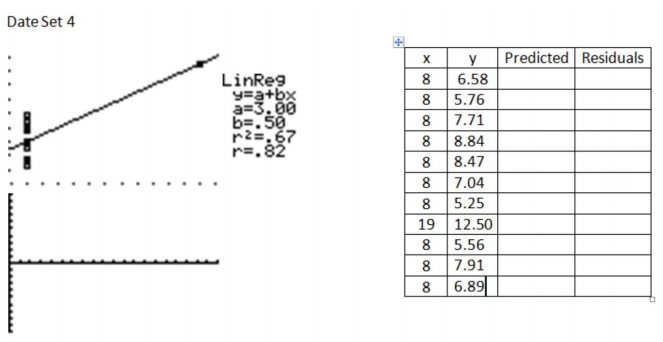 Date Set 4
LinReg
y=a+bx
a=3.00
b=.50
r²=.67
r=.82
x y Predicted Residuals
8 6.58
8 5.76
8 7.71
8 8.84
8 8.47
8 7.04
8 5.25
19 12.50
8 5.56
8 7.91
8 6.89